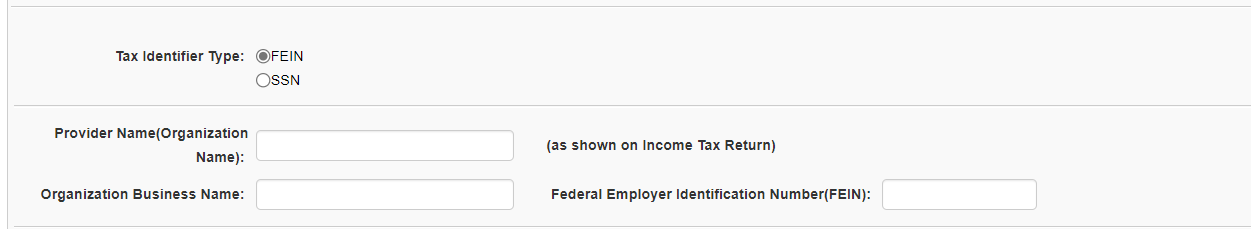 Tax Identifier Type: FEIN
SSN
Provider Name(Organization
Name):
(as shown on Income Tax Return)
Organization Business Name:
Federal Employer Identification Number(FEIN):